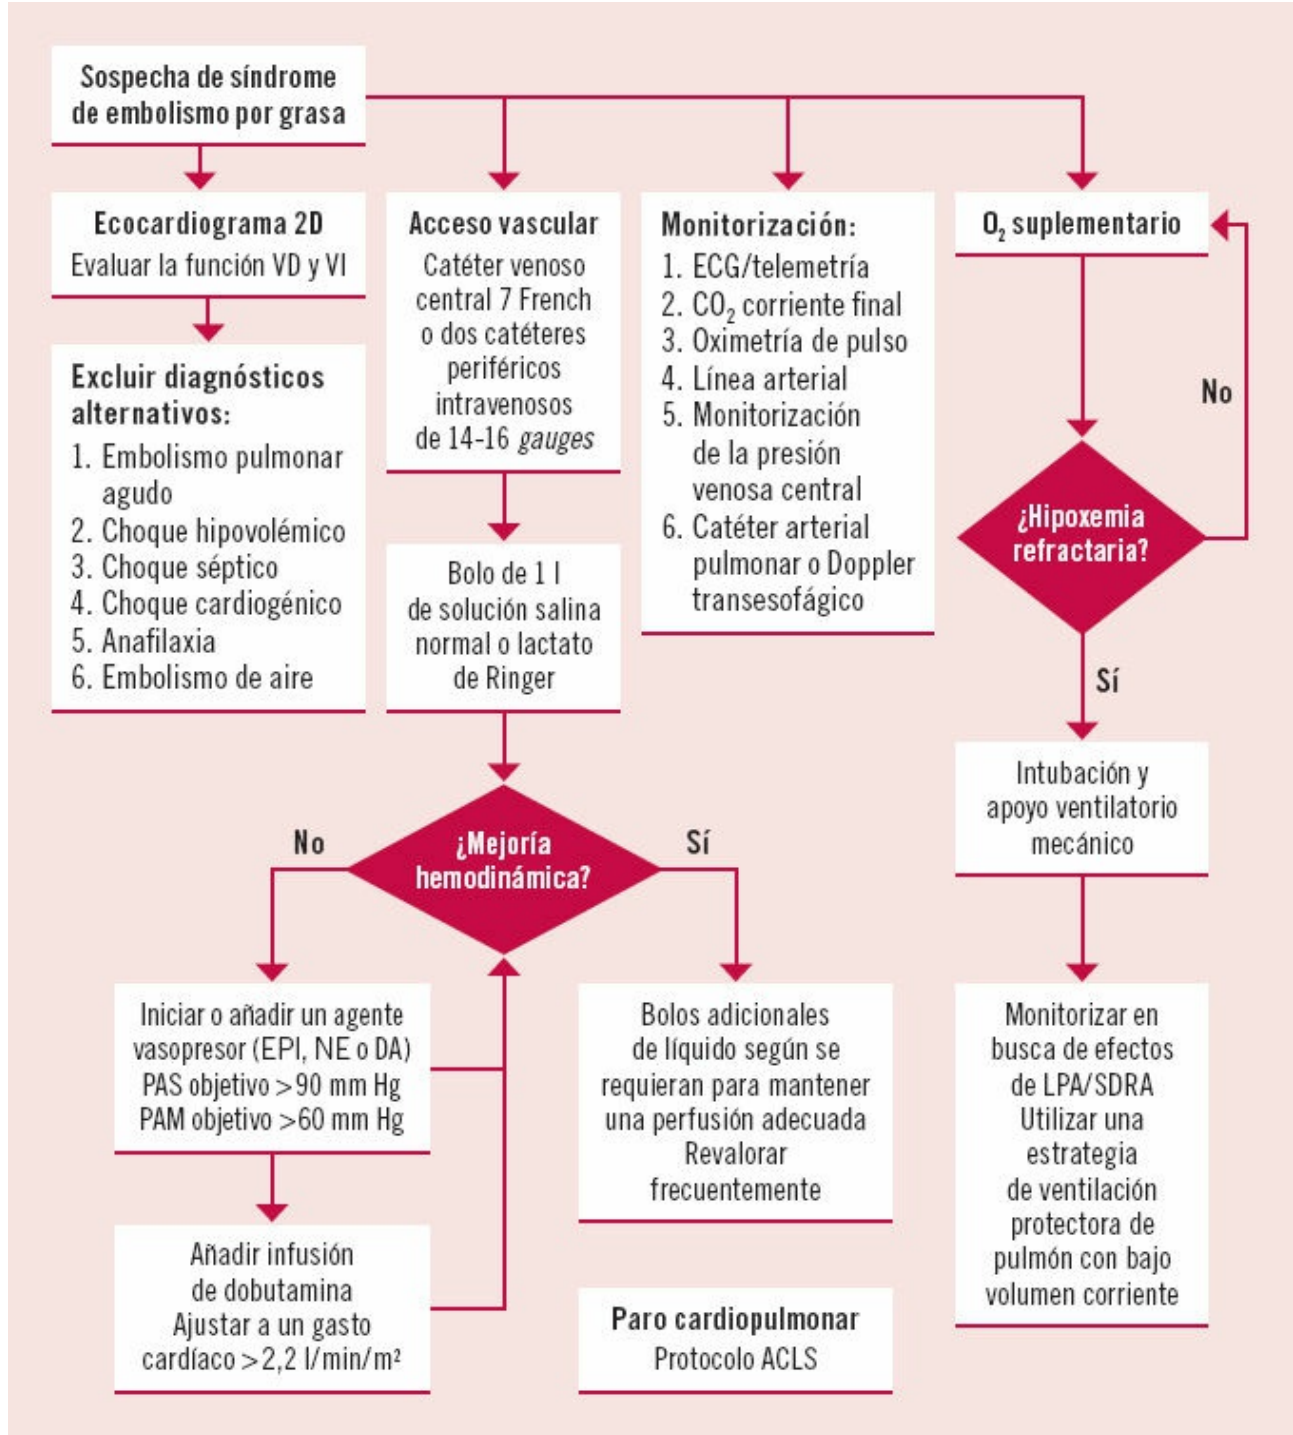 Sospecha de síndrome
de embolismo por grasa
Ecocardiograma 2D
Evaluar la función VD y VI
Excluir diagnósticos
alternativos:
1. Embolismo pulmonar
agudo
2. Choque hipovolémico
3. Choque séptico
4. Choque cardiogénico
5. Anafilaxia
6. Embolismo de aire
Acceso vascular
Catéter venoso
central 7 French
o dos catéteres
periféricos
intravenosos
de 14-16 gauges
Bolo de 1 l
de solución salina
normal o lactato
de Ringer
Monitorización:
1. ECG/telemetría
2. CO₂ corriente final
3. Oximetría de pulso
4. Línea arterial
5. Monitorización
de la presión
venosa central
6. Catéter arterial
pulmonar o Doppler
transesofágico
O₂ suplementario
No
¿Hipoxemia
refractaria?
Sí
Intubación y
apoyo ventilatorio
mecánico
Monitorizar en
busca de efectos
de LPA/SDRA
Utilizar una
estrategia
de ventilación
protectora de
pulmón con bajo
volumen corriente
No
¿Mejoría
hemodinámica?
Sí
Iniciar o añadir un agente
vasopresor (EPI, NE o DA)
PAS objetivo >90 mm Hg
PAM objetivo >60 mm Hg
Añadir infusión
de dobutamina
Ajustar a un gasto
cardíaco >2,2 l/min/m²
Bolos adicionales
de líquido según se
requieran para mantener
una perfusión adecuada
Revalorar
frecuentemente
Paro cardiopulmonar
Protocolo ACLS